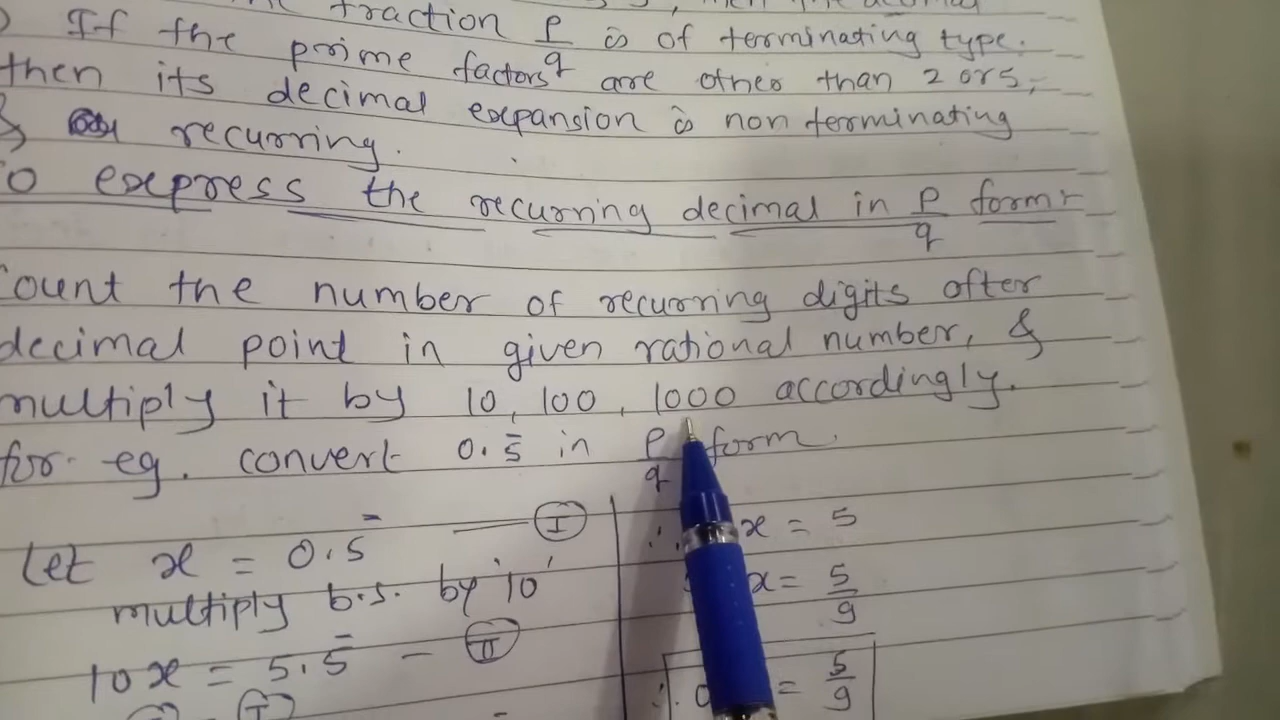 fraction p/q is of terminating type.
If the prime factors are other than 2 or 5,
then its decimal expansion is non terminating
& recurring.
express the recurring decimal in p/q form:-
Count the number of recurring digits after
decimal point in given rational number, &
multiply it by 10, 100, 1000 accordingly.
for eg. convert 0.5̄ in p/q form.
Let x = 0.5̄ — I
multiply b.s. by '10'
10x = 5.5̄ — II
∴ x = 5
x = 5/9
∴ 0 = 5/9